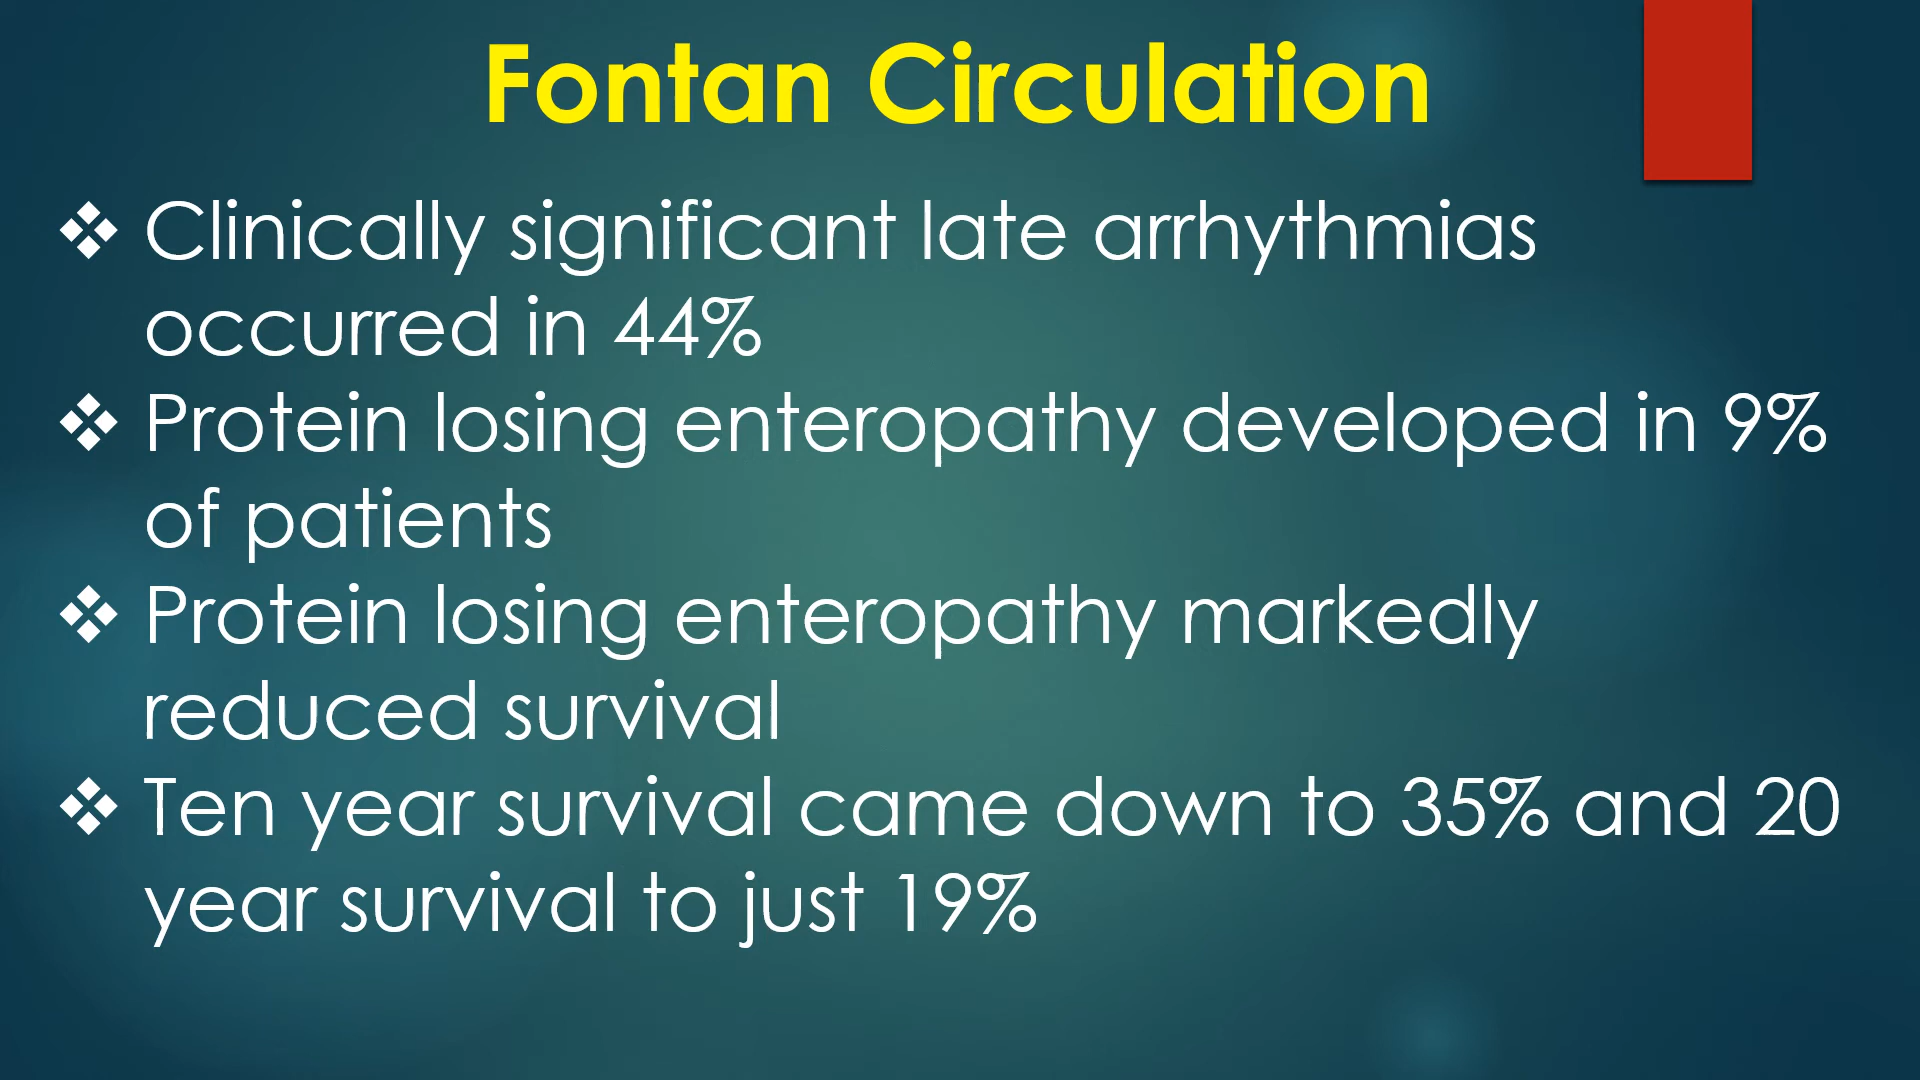 Fontan Circulation
❖ Clinically significant late arrhythmias
occurred in 44%
❖ Protein losing enteropathy developed in 9%
of patients
❖ Protein losing enteropathy markedly
reduced survival
❖ Ten year survival came down to 35% and 20
year survival to just 19%